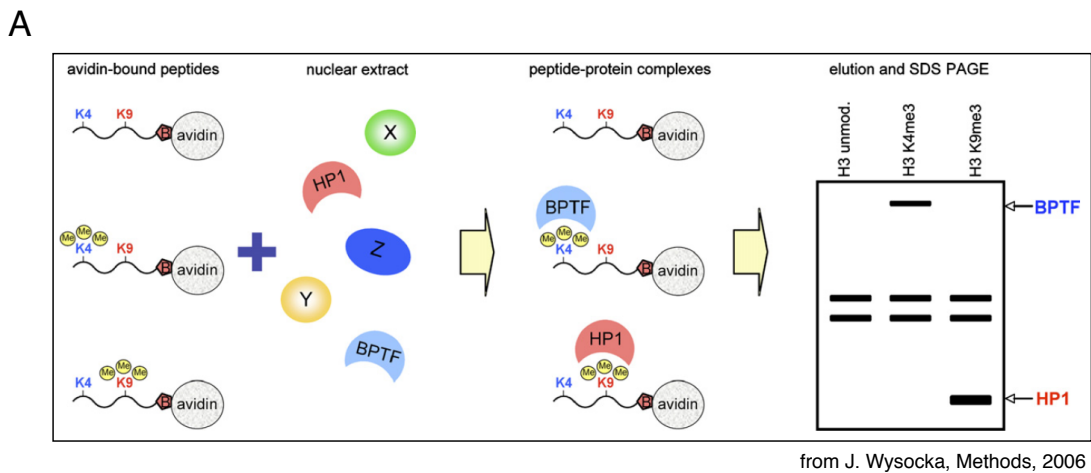 A
avidin-bound peptides
nuclear extract
peptide-protein complexes
elution and SDS PAGE
K4 K9
B avidin
Me Me Me
K4 K9
B avidin
Me Me Me
K4 K9
B avidin
X
HP1
Z
Y
BPTF
K4 K9
B avidin
BPTF
Me Me Me
K4 K9
B avidin
HP1
Me Me Me
K4 K9
B avidin
H3 unmod.
H3 K4me3
H3 K9me3
BPTF
HP1
from J. Wysocka, Methods, 2006